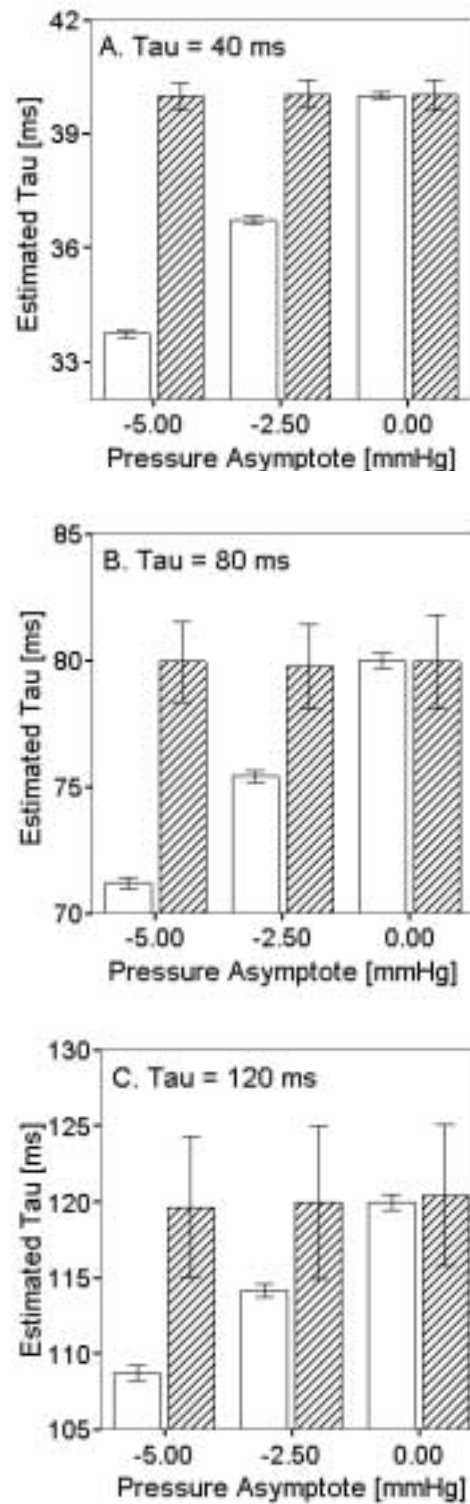 A. Tau = 40 ms
Estimated Tau [ms]
42
39
36
33
-5.00 -2.50 0.00
Pressure Asymptote [mmHg]
B. Tau = 80 ms
Estimated Tau [ms]
85
80
75
70
-5.00 -2.50 0.00
Pressure Asymptote [mmHg]
C. Tau = 120 ms
Estimated Tau [ms]
130
125
120
115
110
105
-5.00 -2.50 0.00
Pressure Asymptote [mmHg]